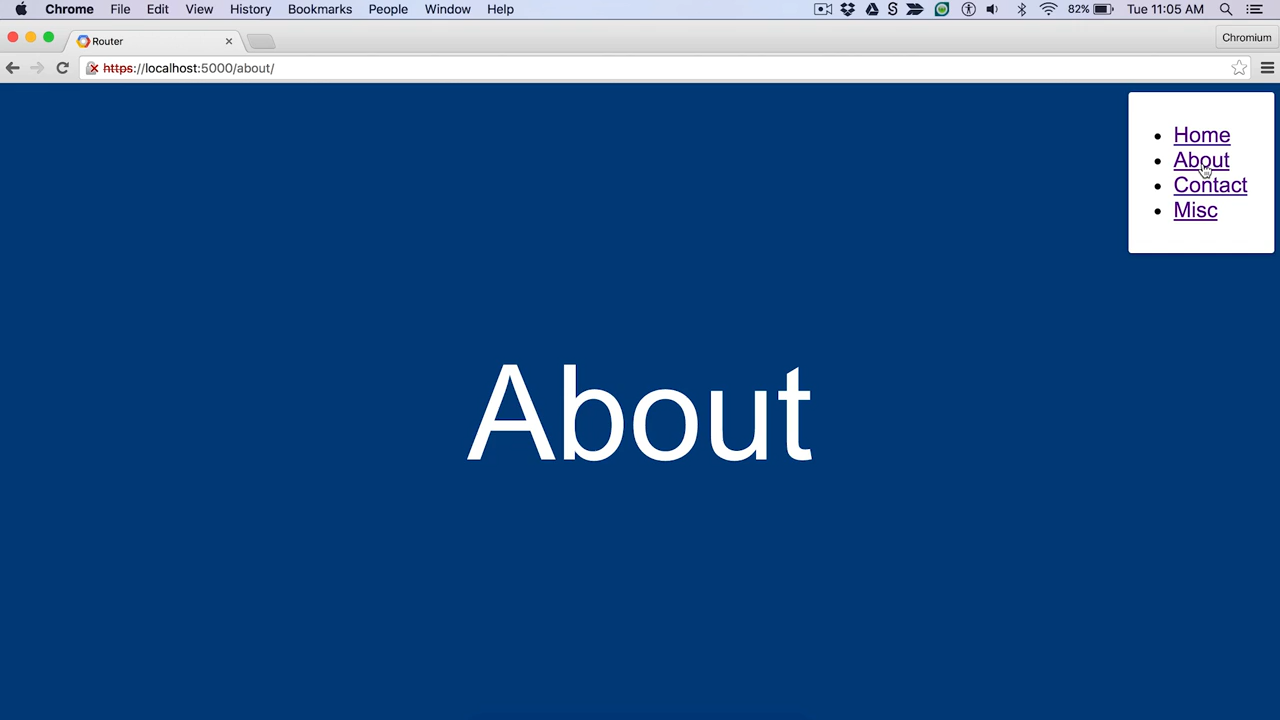 Chrome File Edit View History Bookmarks People Window Help 82% Tue 11:05 AM
Router Chromium
https://localhost:5000/about/
Home
About
Contact
Misc
About